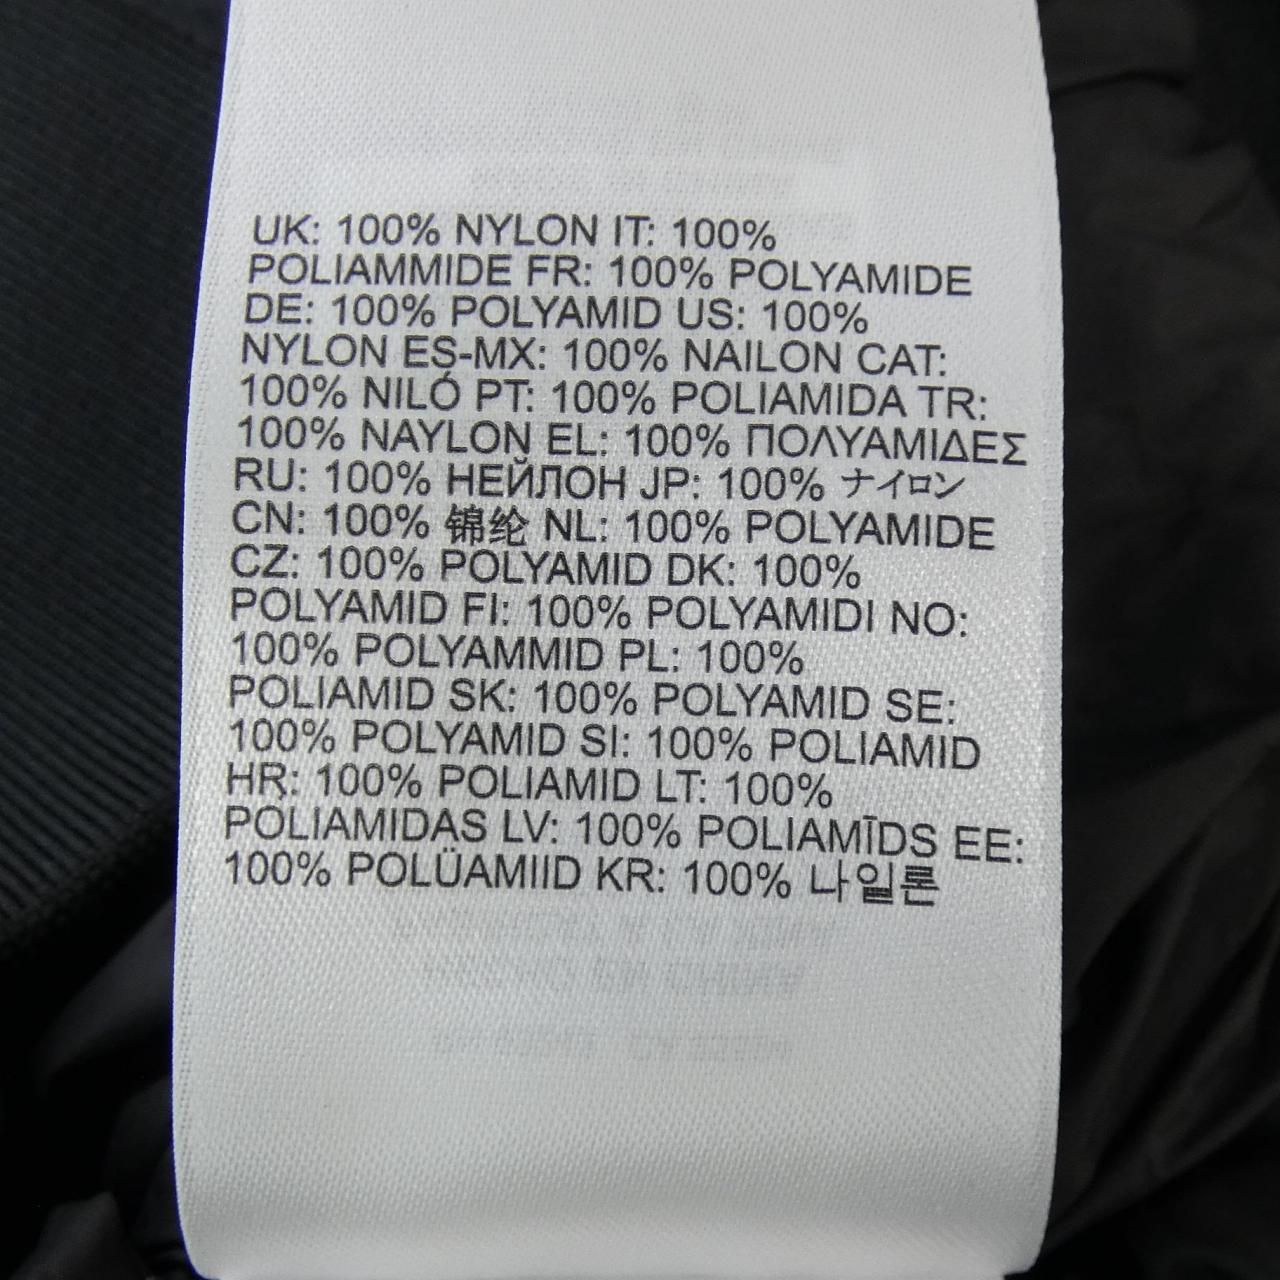 UK: 100% NYLON IT: 100%
POLIAMMIDE FR: 100% POLYAMIDE
DE: 100% POLYAMID US: 100%
NYLON ES-MX: 100% NAILON CAT:
100% NILÓ PT: 100% POLIAMIDA TR:
100% NAYLON EL: 100% ΠΟΛΥΑΜΙΔΕΣ
RU: 100% НЕЙЛОН JP: 100% ナイロン
CN: 100% 锦纶 NL: 100% POLYAMIDE
CZ: 100% POLYAMID DK: 100%
POLYAMID FI: 100% POLYAMIDI NO:
100% POLYAMMID PL: 100%
POLIAMID SK: 100% POLYAMID SE:
100% POLYAMID SI: 100% POLIAMID
HR: 100% POLIAMID LT: 100%
POLIAMIDAS LV: 100% POLIAMĪDS EE:
100% POLÜAMIID KR: 100% 나일론